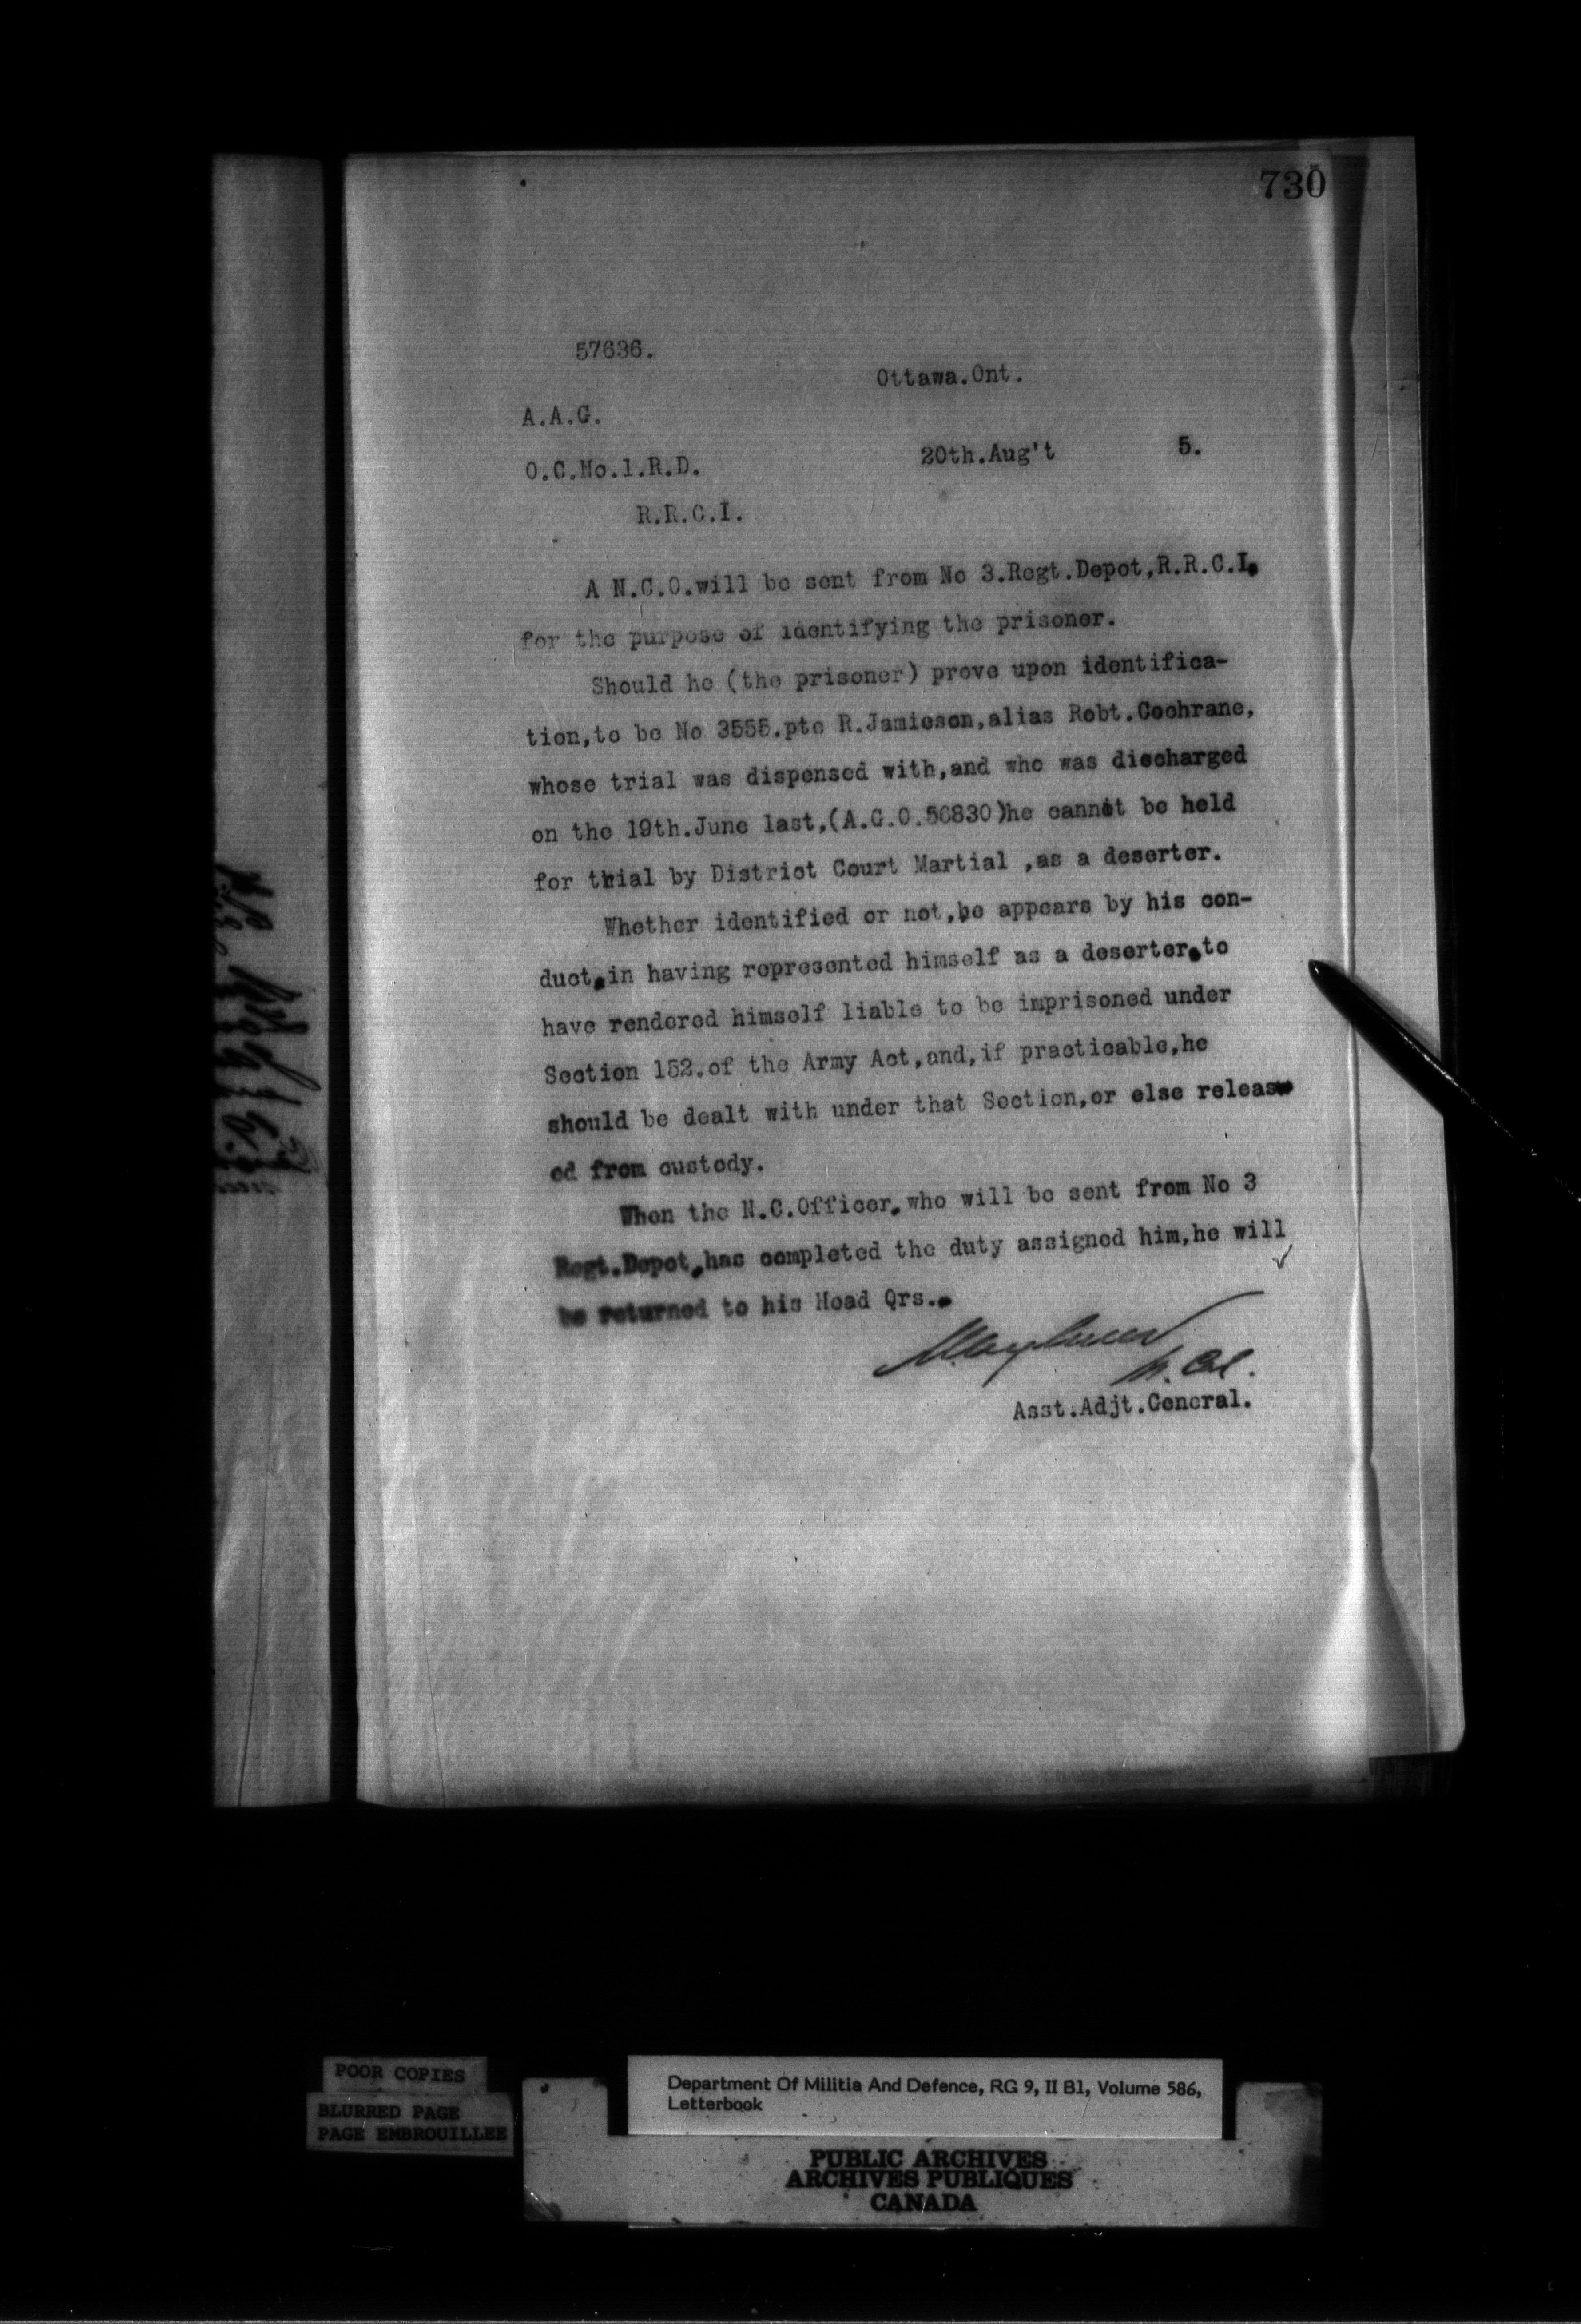 730
57636.
Ottawa.Ont.
A.A.G.
20th.Aug't 5.
O.C.No.1.R.D.
R.R.C.I.
A N.C.O.will be sent from No 3.Regt.Depot,R.R.C.I.
for the purpose of identifying the prisoner.
Should he (the prisoner) prove upon identifica-
tion,to be No 3555.pte R.Jamieson,alias Robt.Cochrane,
whose trial was dispensed with,and who was discharged
on the 19th.June last,(A.G.O.56830)he cannot be held
for trial by District Court Martial ,as a deserter.
Whether identified or not,he appears by his con-
duct,in having represented himself as a deserter,to
have rendered himself liable to be imprisoned under
Section 152.of the Army Act,and,if practicable,he
should be dealt with under that Section,or else releas-
ed from custody.
When the N.C.Officer,who will be sent from No 3
Regt.Depot,has completed the duty assigned him,he will
be returned to his Head Qrs..
Asst.Adjt.General.
POOR COPIES
BLURRED PAGE
PAGE EMBROUILLEE
Department Of Militia And Defence, RG 9, II B1, Volume 586,
Letterbook
PUBLIC ARCHIVES
ARCHIVES PUBLIQUES
CANADA